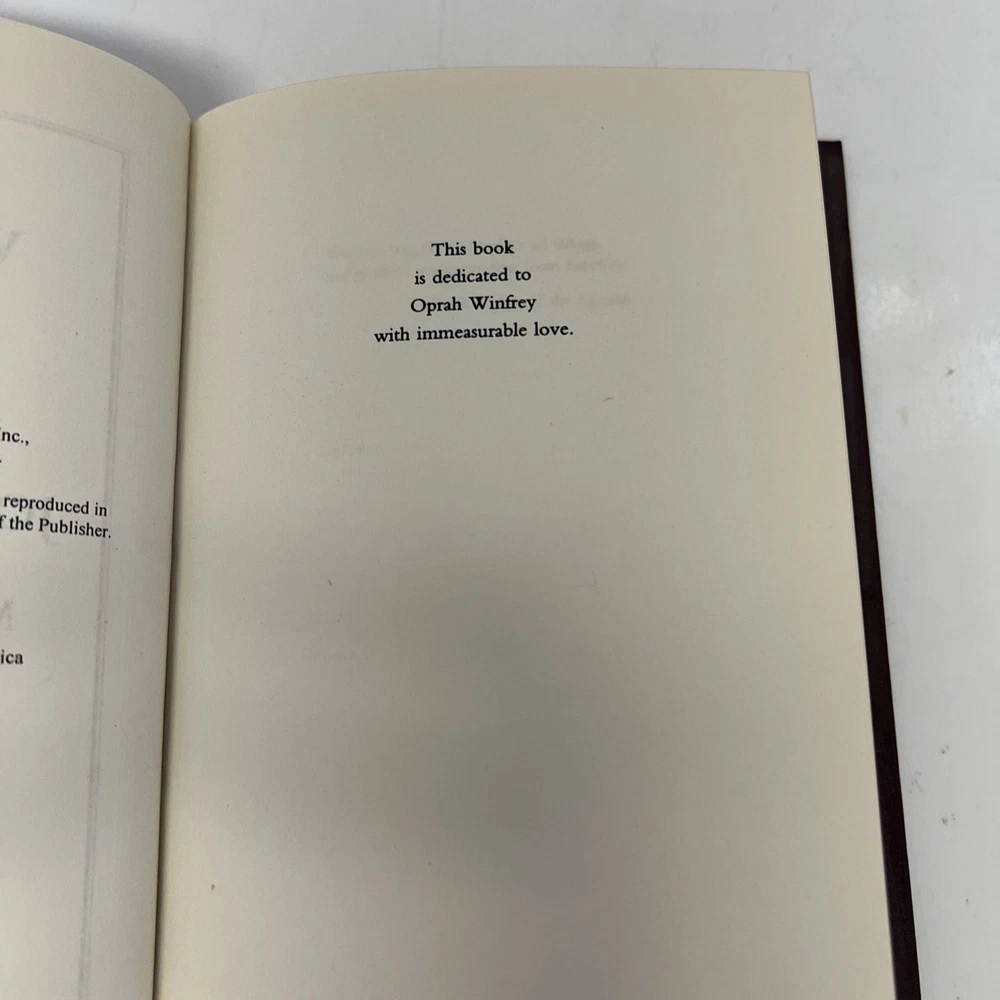 nc.,
.
reproduced in
f the Publisher.
ica
This book
is dedicated to
Oprah Winfrey
with immeasurable love.